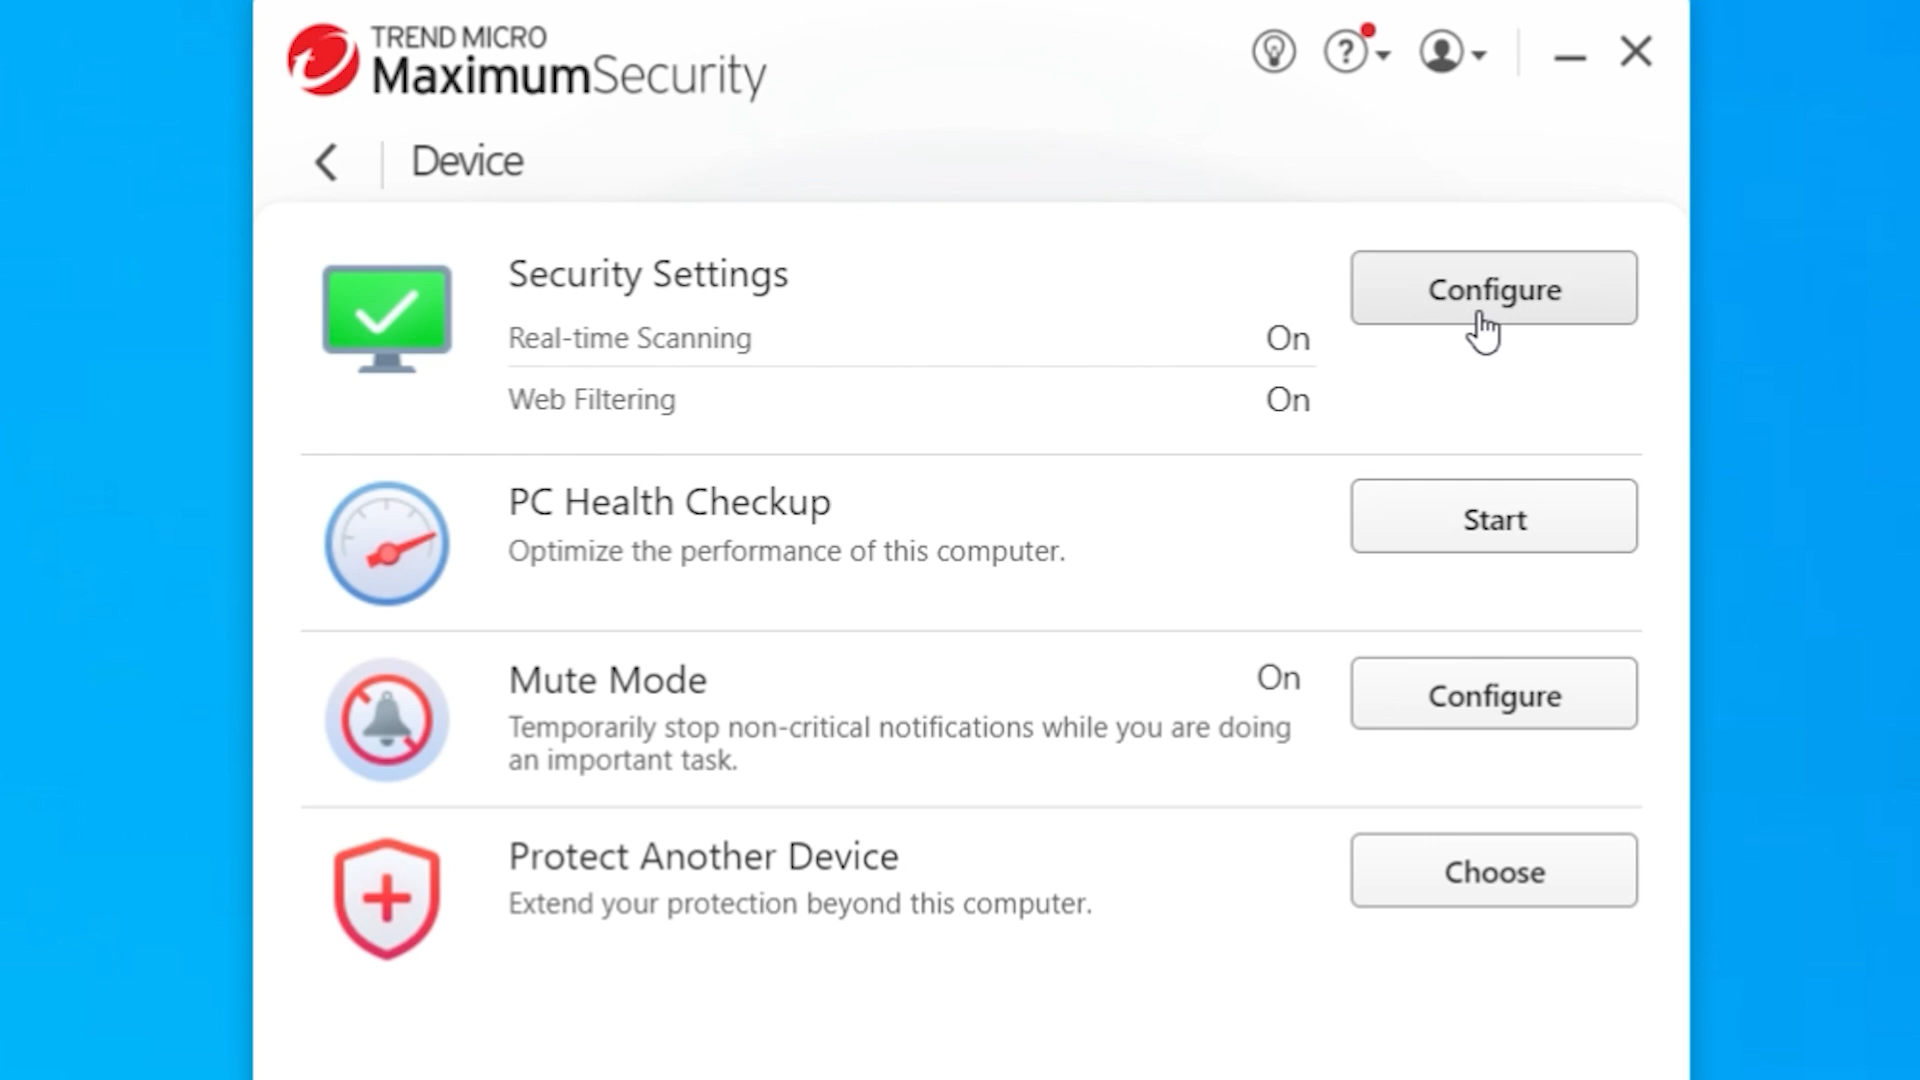 TREND MICRO
MaximumSecurity
Device
Security Settings
Configure
Real-time Scanning On
Web Filtering On
PC Health Checkup
Start
Optimize the performance of this computer.
Mute Mode On
Configure
Temporarily stop non-critical notifications while you are doing
an important task.
Protect Another Device
Choose
Extend your protection beyond this computer.